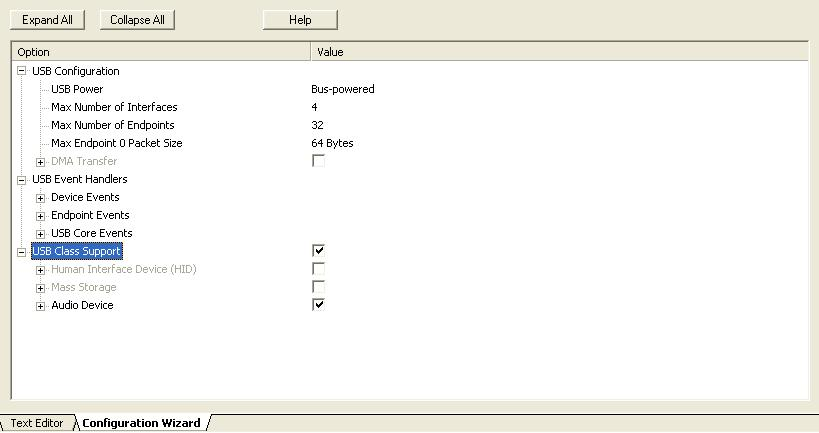 Expand All Collapse All Help
Option Value
USB Configuration
USB Power Bus-powered
Max Number of Interfaces 4
Max Number of Endpoints 32
Max Endpoint 0 Packet Size 64 Bytes
DMA Transfer
USB Event Handlers
Device Events
Endpoint Events
USB Core Events
USB Class Support
Human Interface Device (HID)
Mass Storage
Audio Device
Text Editor Configuration Wizard